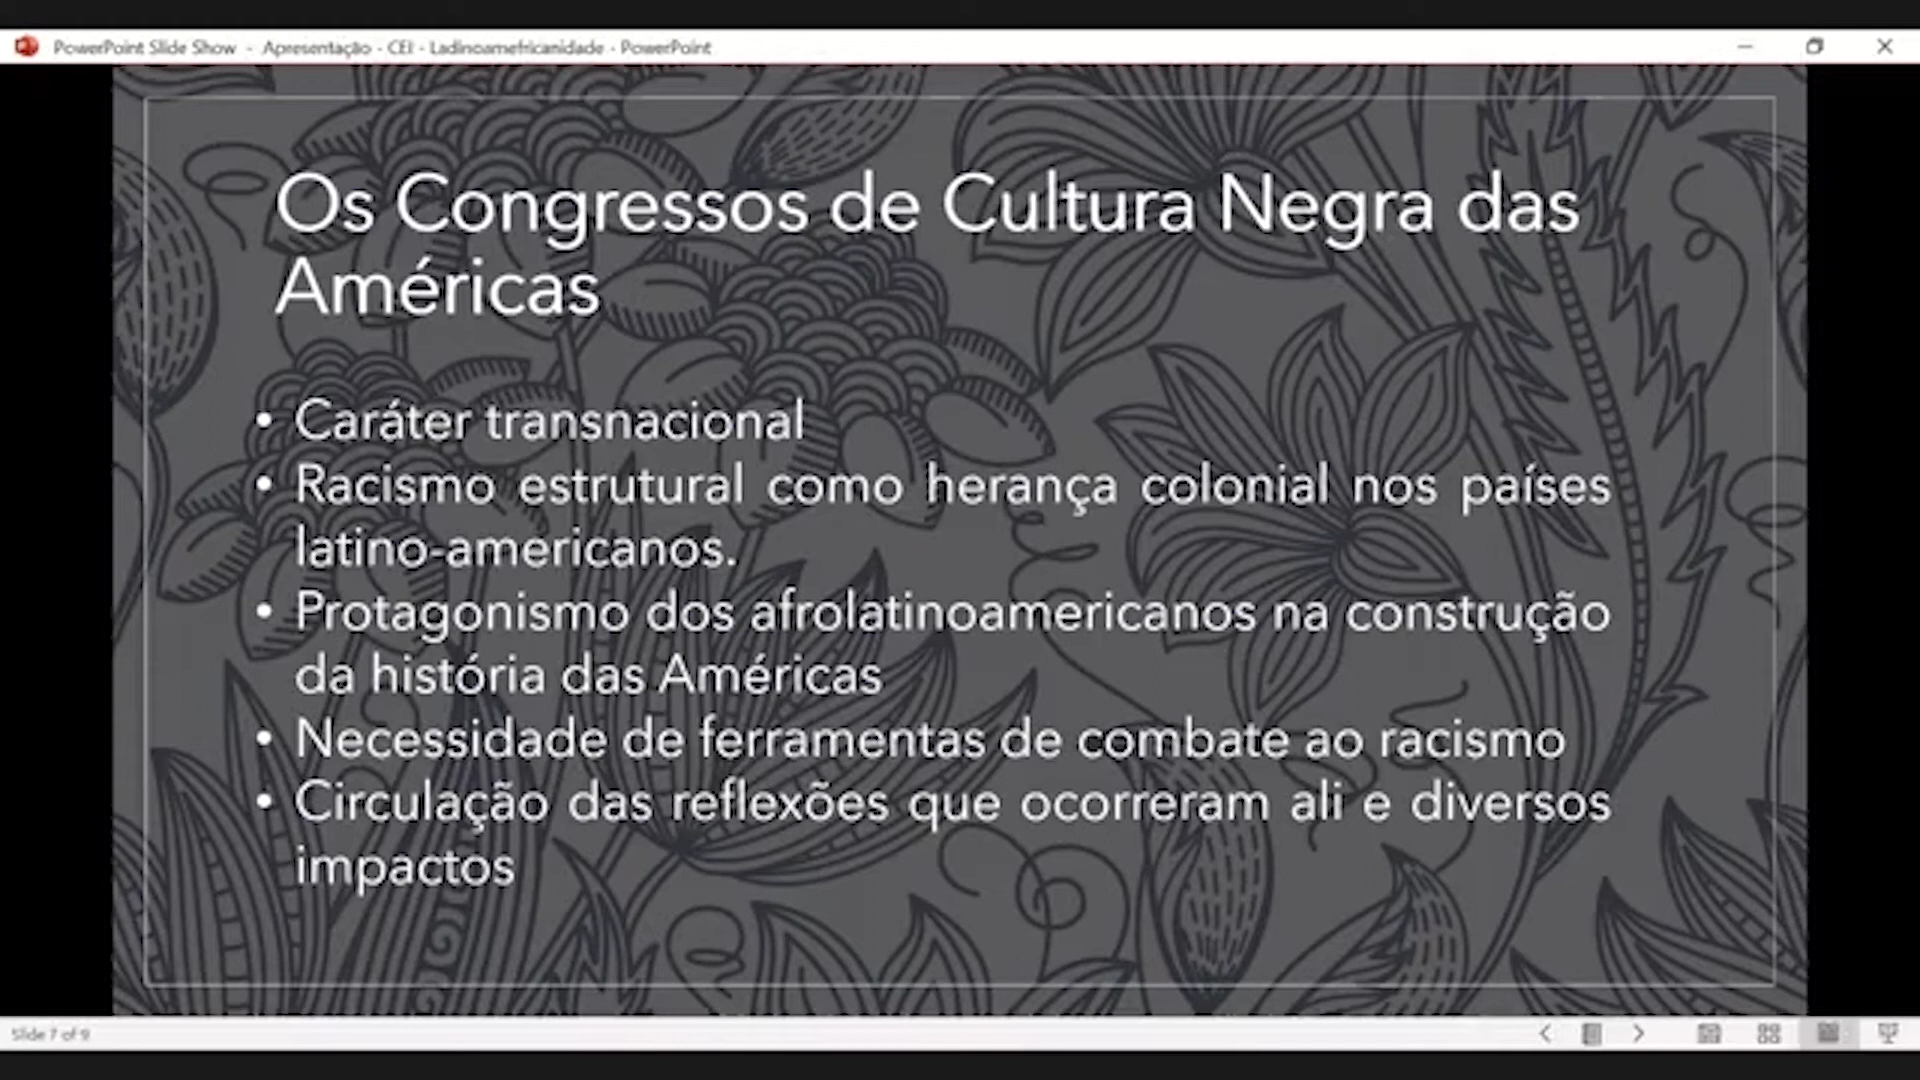 PowerPoint Slide Show - Apresentação - CEI - Ladinoamefricanidade - PowerPoint
Os Congressos de Cultura Negra das
Américas
• Caráter transnacional
• Racismo estrutural como herança colonial nos países
latino-americanos.
• Protagonismo dos afrolatinoamericanos na construção
da história das Américas
• Necessidade de ferramentas de combate ao racismo
• Circulação das reflexões que ocorreram ali e diversos
impactos
Slide 7 of 9